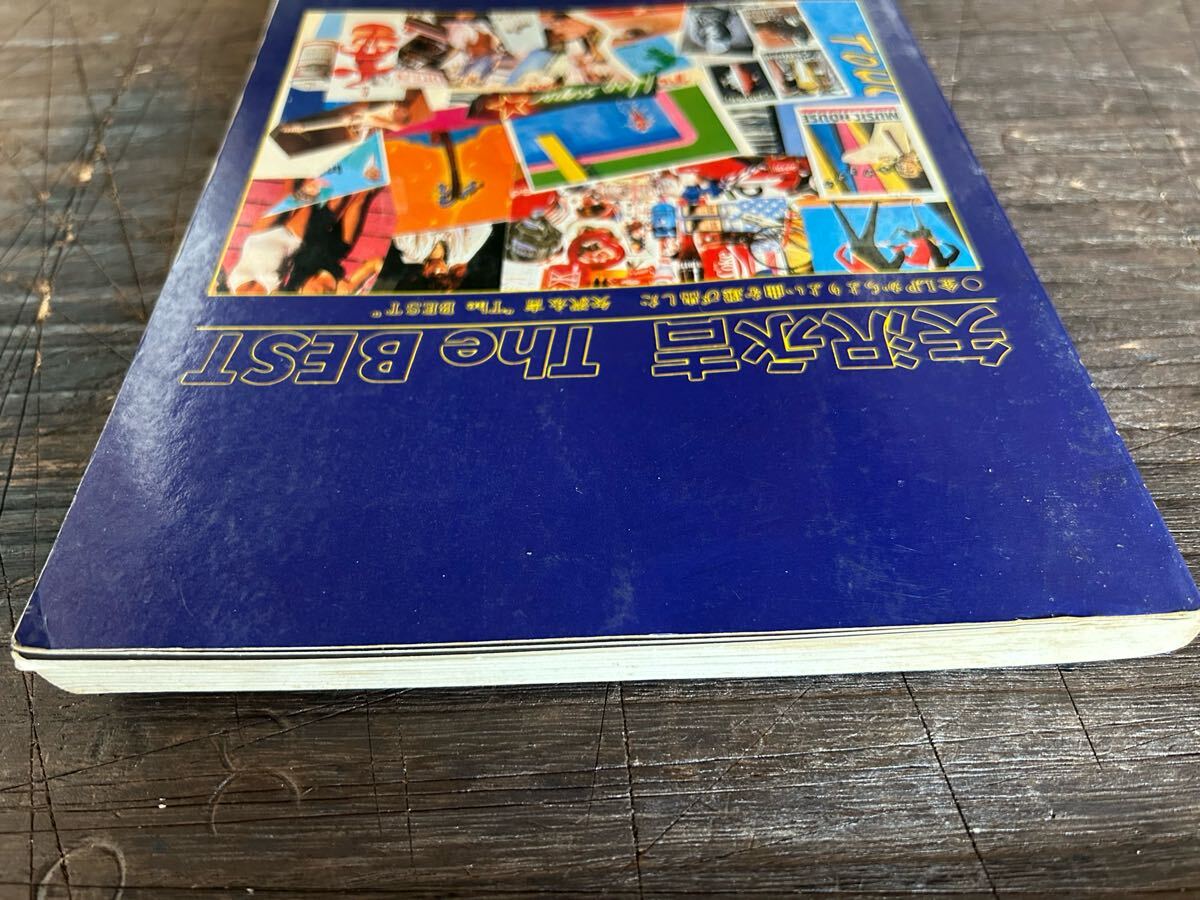 矢沢永吉 The BEST
○全LPからよりよい曲を選び出した 矢沢永吉 "The BEST"
MUSIC HOUSE
TOUR
Coke